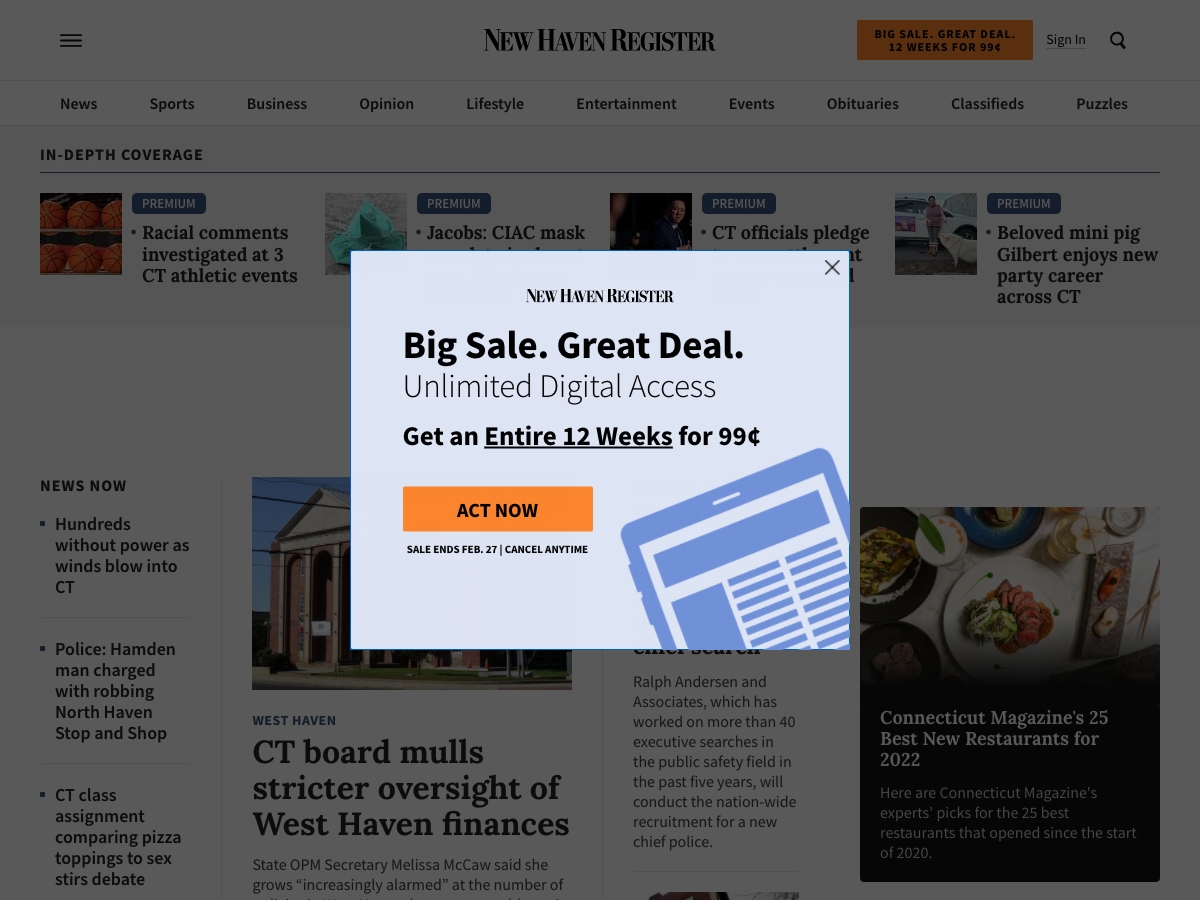 NEW HAVEN REGISTER
BIG SALE. GREAT DEAL.
12 WEEKS FOR 99¢
Sign In
News
Sports
Business
Opinion
Lifestyle
Entertainment
Events
Obituaries
Classifieds
Puzzles
IN-DEPTH COVERAGE
PREMIUM
Racial comments
investigated at 3
CT athletic events
PREMIUM
Jacobs: CIAC mask
PREMIUM
CT officials pledge
PREMIUM
Beloved mini pig
Gilbert enjoys new
party career
across CT
NEW HAVEN REGISTER
Big Sale. Great Deal.
Unlimited Digital Access
Get an Entire 12 Weeks for 99¢
ACT NOW
SALE ENDS FEB. 27 | CANCEL ANYTIME
NEWS NOW
Hundreds
without power as
winds blow into
CT
Police: Hamden
man charged
with robbing
North Haven
Stop and Shop
CT class
assignment
comparing pizza
toppings to sex
stirs debate
WEST HAVEN
CT board mulls
stricter oversight of
West Haven finances
State OPM Secretary Melissa McCaw said she
grows “increasingly alarmed” at the number of
chief search
Ralph Andersen and
Associates, which has
worked on more than 40
executive searches in
the public safety field in
the past five years, will
conduct the nation-wide
recruitment for a new
chief police.
Connecticut Magazine's 25
Best New Restaurants for
2022
Here are Connecticut Magazine's
experts' picks for the 25 best
restaurants that opened since the start
of 2020.